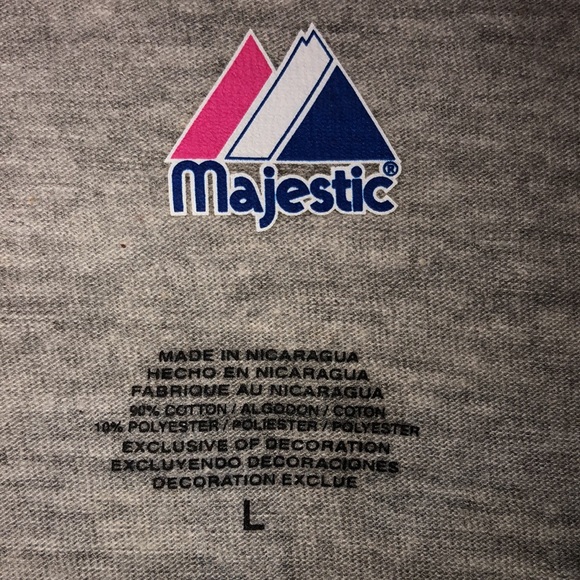 Majestic®
MADE IN NICARAGUA
HECHO EN NICARAGUA
FABRIQUE AU NICARAGUA
90% COTTON / ALGODON / COTON
10% POLYESTER / POLIESTER / POLYESTER
EXCLUSIVE OF DECORATION
EXCLUYENDO DECORACIONES
DECORATION EXCLUE
L